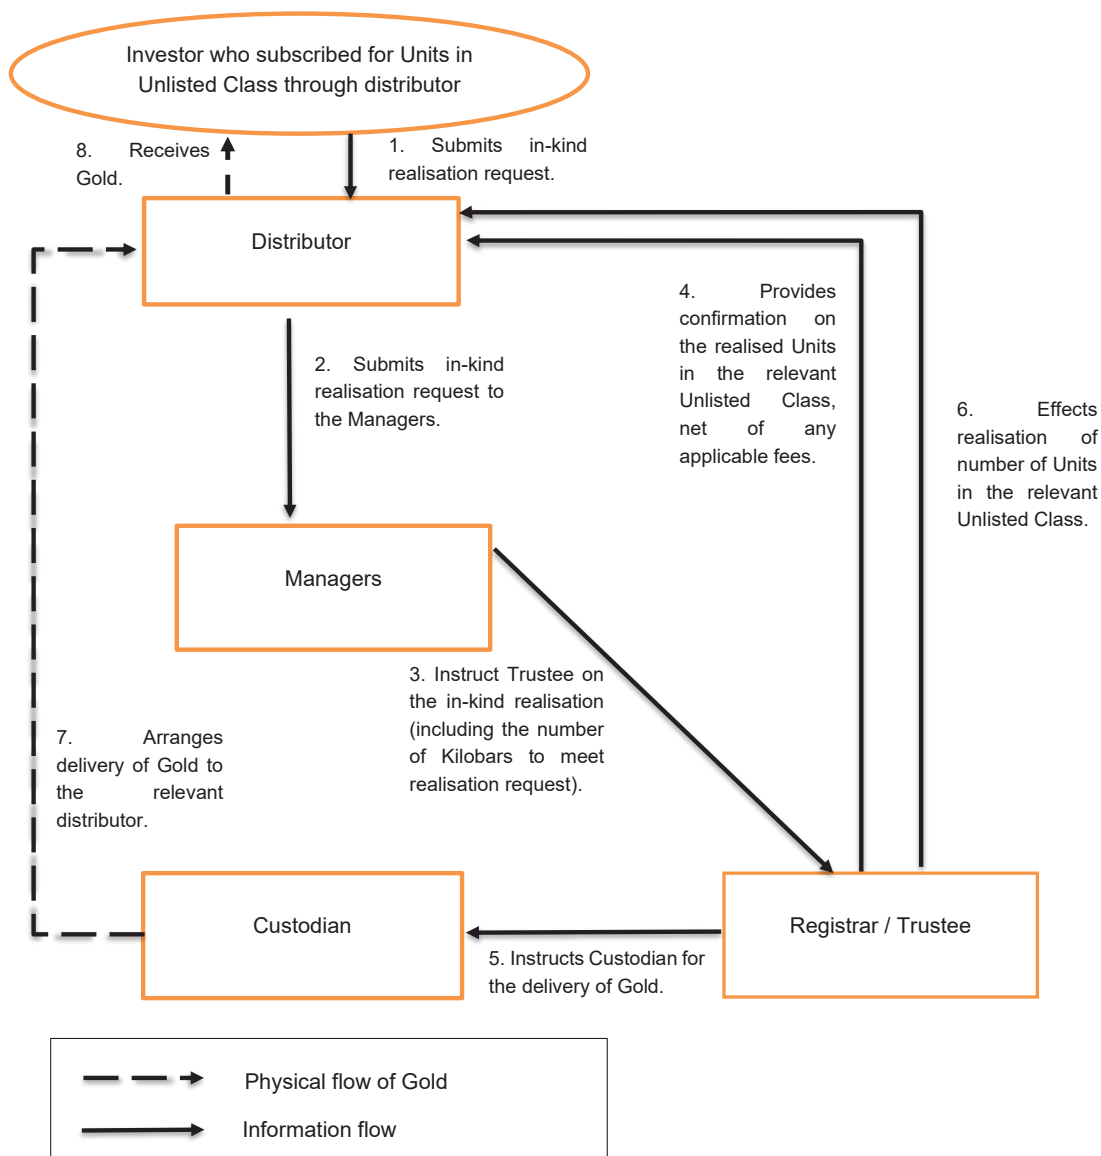 Investor who subscribed for Units in
Unlisted Class through distributor
8. Receives
Gold.
1. Submits in-kind
realisation request.
Distributor
2. Submits in-kind
realisation request to
the Managers.
4. Provides
confirmation on
the realised Units
in the relevant
Unlisted Class,
net of any
applicable fees.
6. Effects
realisation of
number of Units
in the relevant
Unlisted Class.
Managers
3. Instruct Trustee on
the in-kind realisation
(including the number
of Kilobars to meet
realisation request).
7. Arranges
delivery of Gold to
the relevant
distributor.
Custodian
Registrar / Trustee
5. Instructs Custodian for
the delivery of Gold.
Physical flow of Gold
Information flow